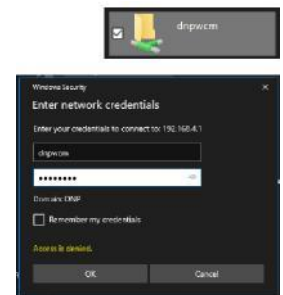 dnpwcm
Windows Security
Enter network credentials
Enter your credentials to connect to: 192.168.4.1
dnpwcm
Domain: DNP
Remember my credentials
Access is denied.
OK
Cancel